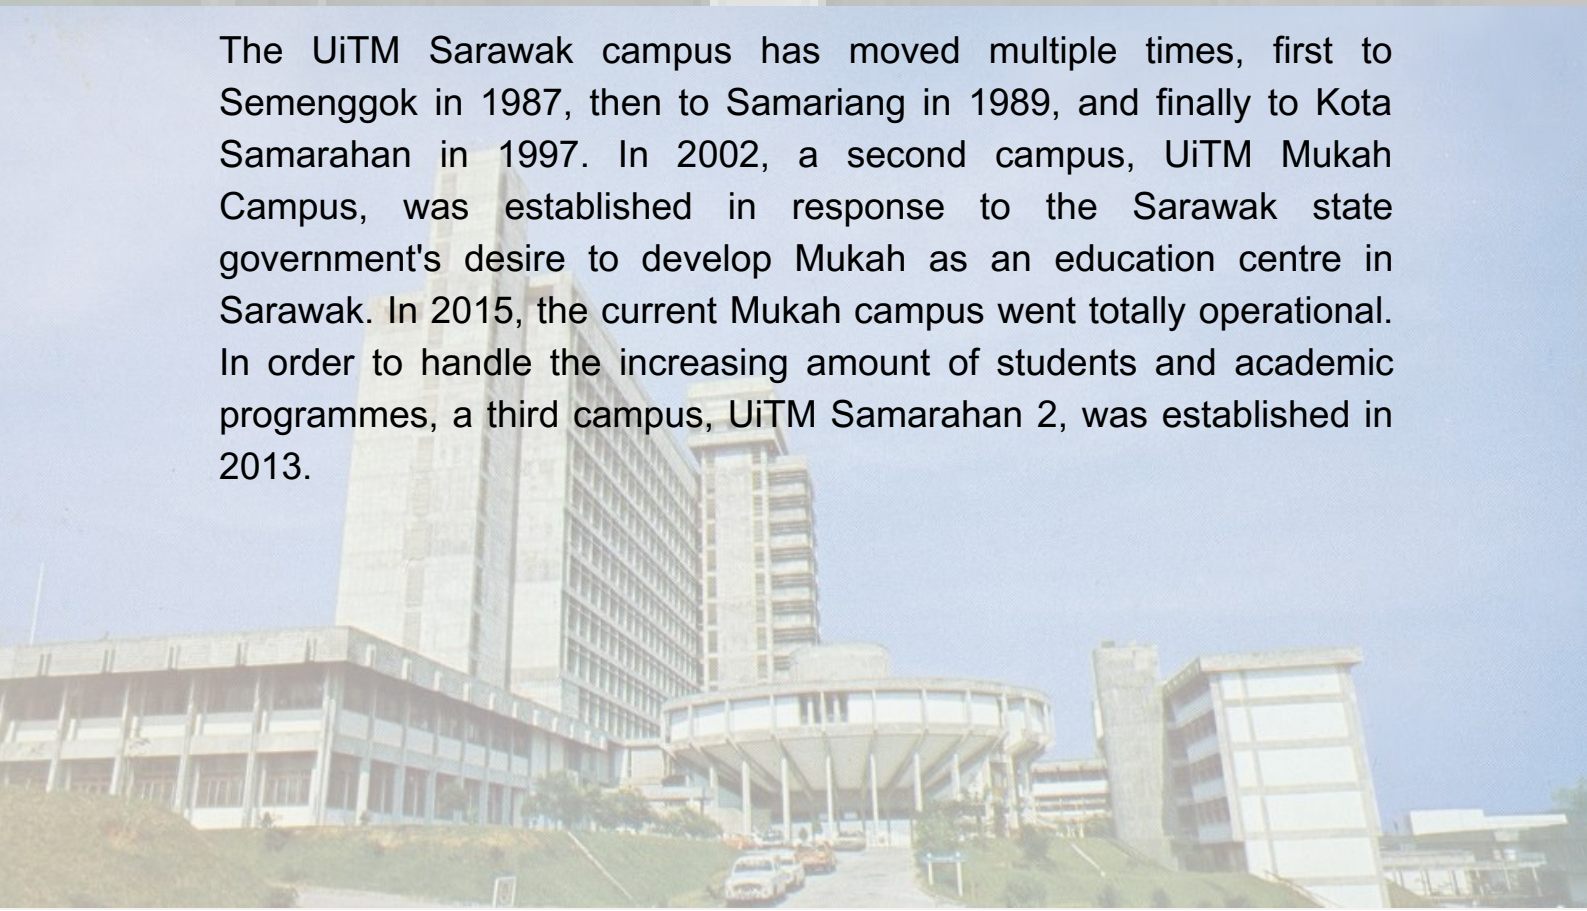 The UiTM Sarawak campus has moved multiple times, first to
Semenggok in 1987, then to Samariang in 1989, and finally to Kota
Samarahan in 1997. In 2002, a second campus, UiTM Mukah
Campus, was established in response to the Sarawak state
government's desire to develop Mukah as an education centre in
Sarawak. In 2015, the current Mukah campus went totally operational.
In order to handle the increasing amount of students and academic
programmes, a third campus, UiTM Samarahan 2, was established in
2013.